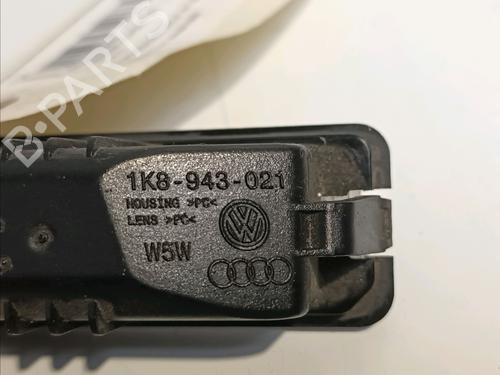 B-PARTS
1K8-943-021
HOUSING >PC<
LENS >PC<
W5W